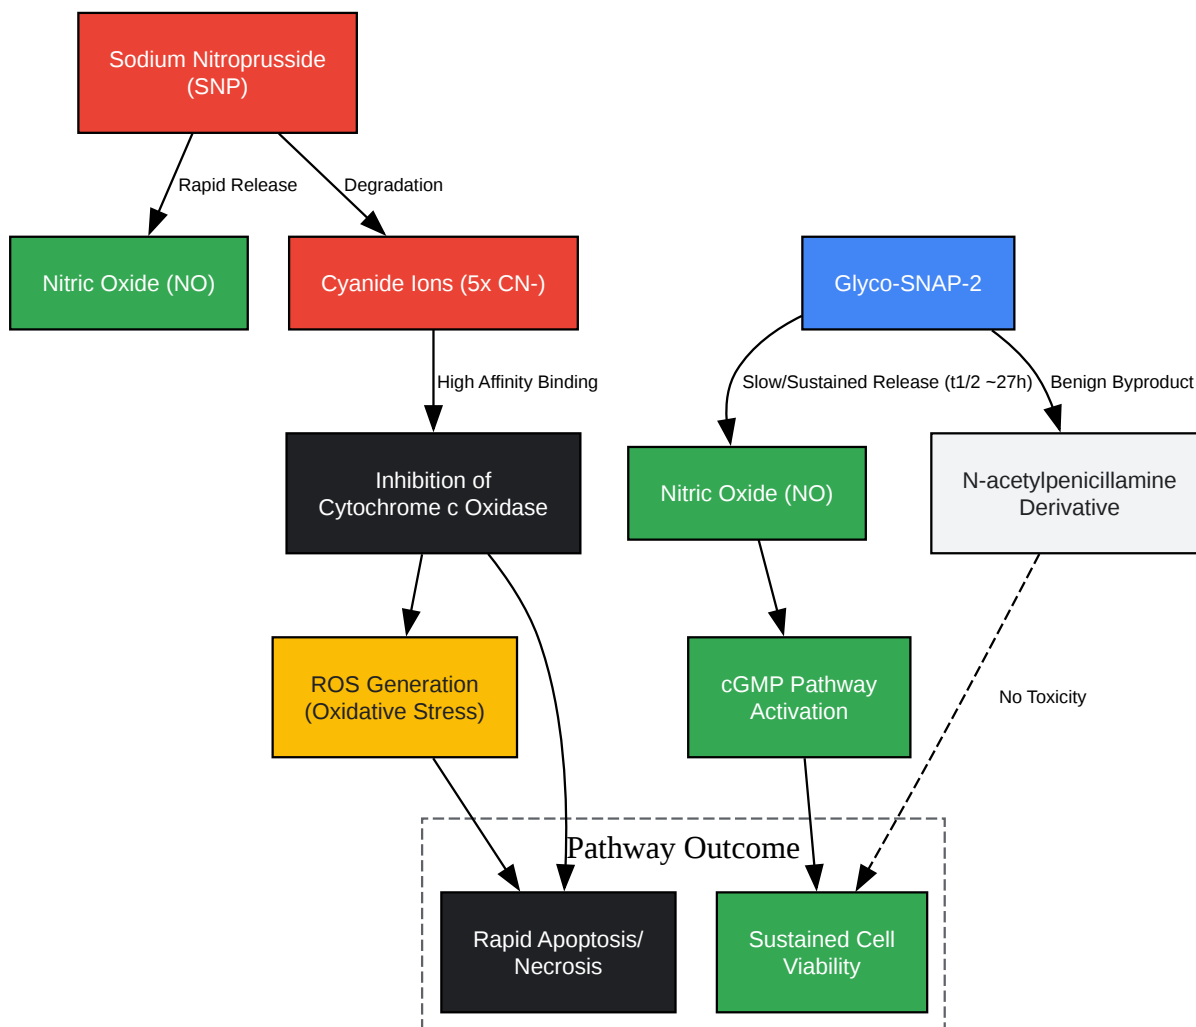 Sodium Nitroprusside
(SNP)
Rapid Release
Degradation
Nitric Oxide (NO)
Cyanide Ions (5x CN-)
Glyco-SNAP-2
High Affinity Binding
Slow/Sustained Release (t1/2 ~27h)
Benign Byproduct
Inhibition of
Cytochrome c Oxidase
Nitric Oxide (NO)
N-acetylpenicillamine
Derivative
ROS Generation
(Oxidative Stress)
cGMP Pathway
Activation
No Toxicity
Pathway Outcome
Rapid Apoptosis/
Necrosis
Sustained Cell
Viability